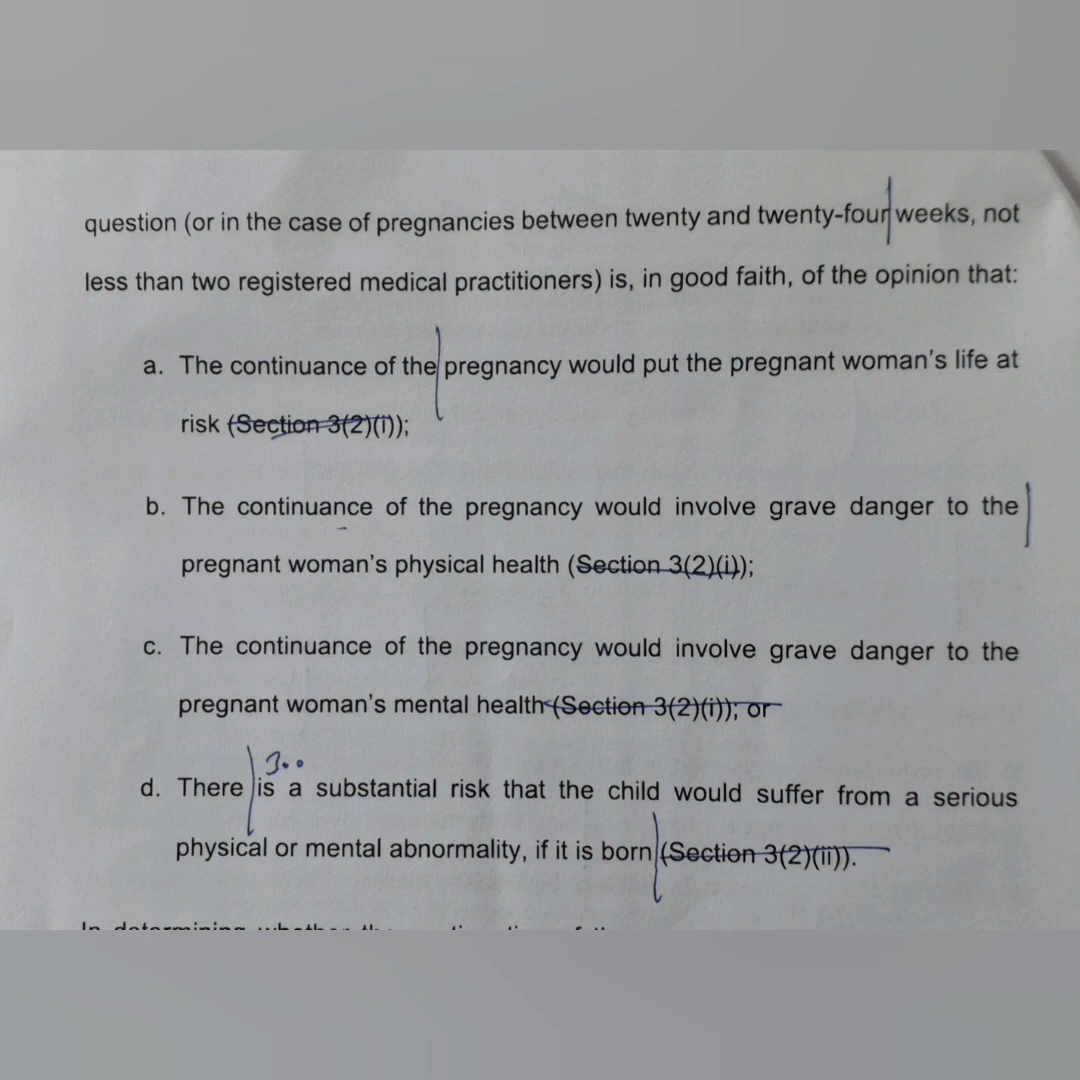 question (or in the case of pregnancies between twenty and twenty-four weeks, not
less than two registered medical practitioners) is, in good faith, of the opinion that:
a. The continuance of the pregnancy would put the pregnant woman's life at
risk (Section 3(2)(i));
b. The continuance of the pregnancy would involve grave danger to the
pregnant woman's physical health (Section 3(2)(i));
c. The continuance of the pregnancy would involve grave danger to the
pregnant woman's mental health (Section 3(2)(i)); or
300
d. There is a substantial risk that the child would suffer from a serious
physical or mental abnormality, if it is born (Section 3(2)(ii)).